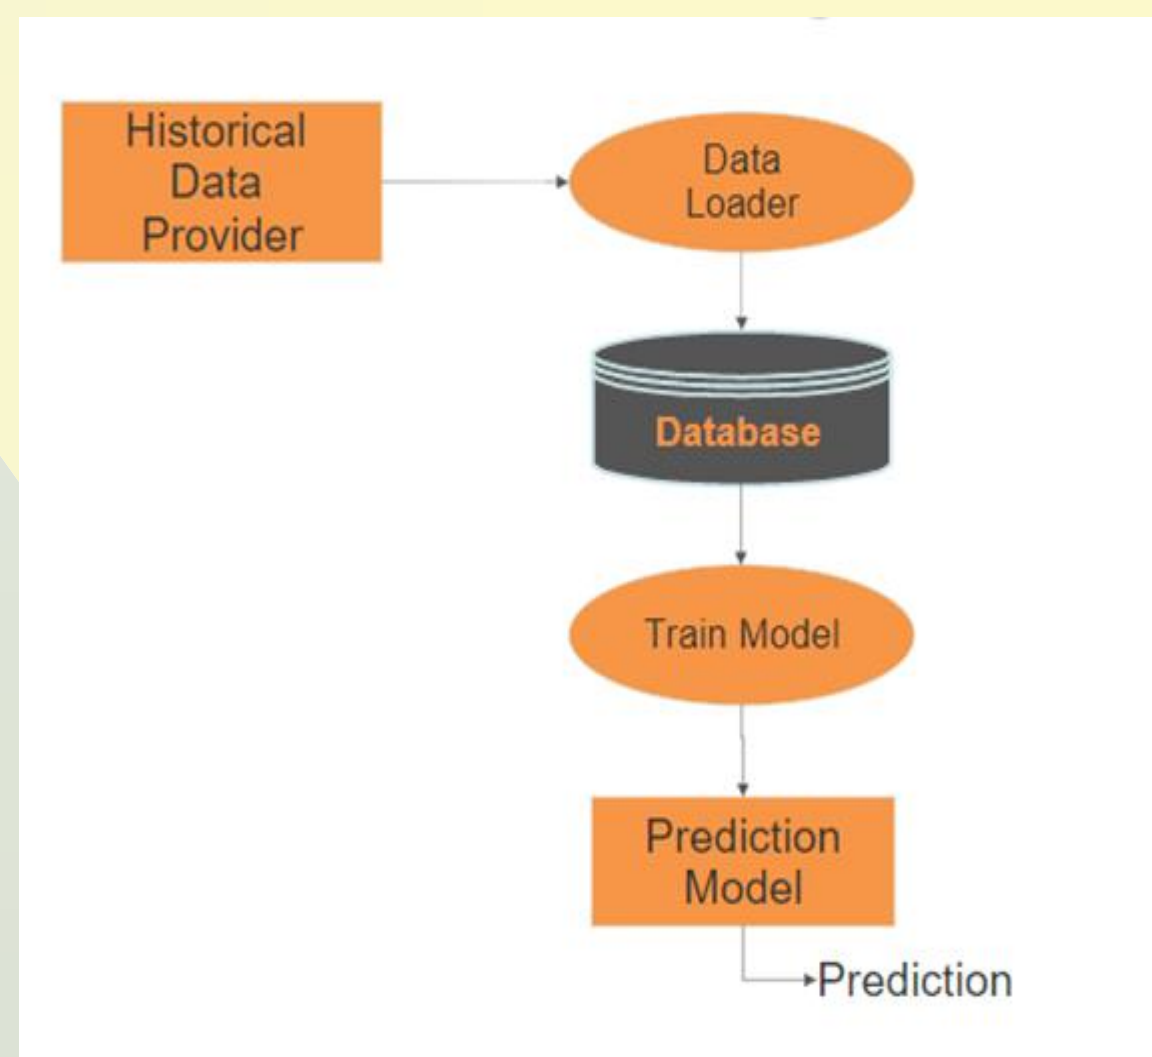 Historical
Data
Provider
Data
Loader
Database
Train Model
Prediction
Model
Prediction